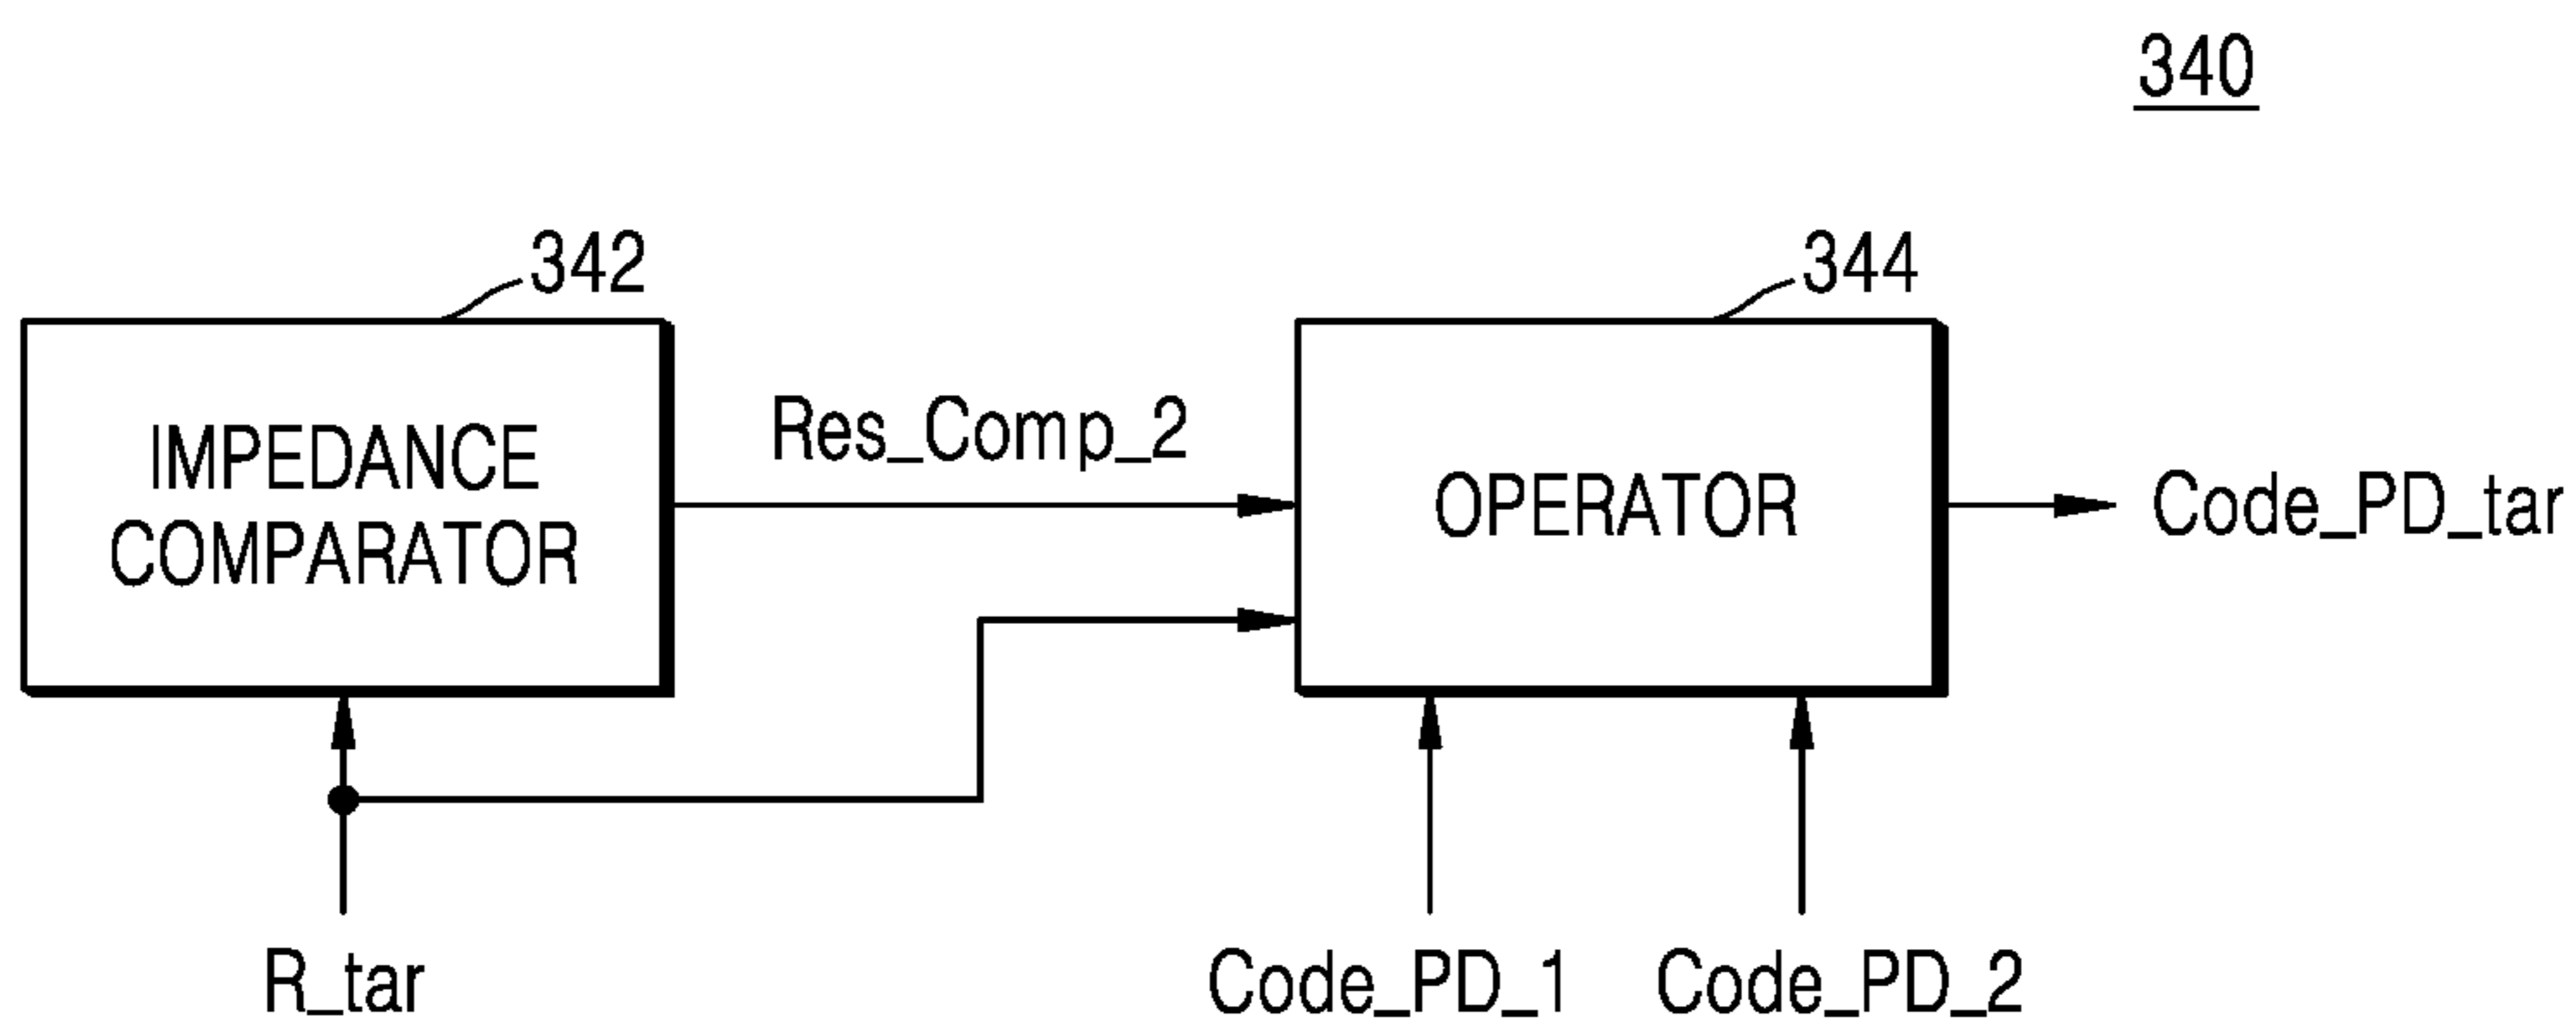 340
342
344
IMPEDANCE
COMPARATOR
Res_Comp_2
OPERATOR
Code_PD_tar
R_tar
Code_PD_1
Code_PD_2